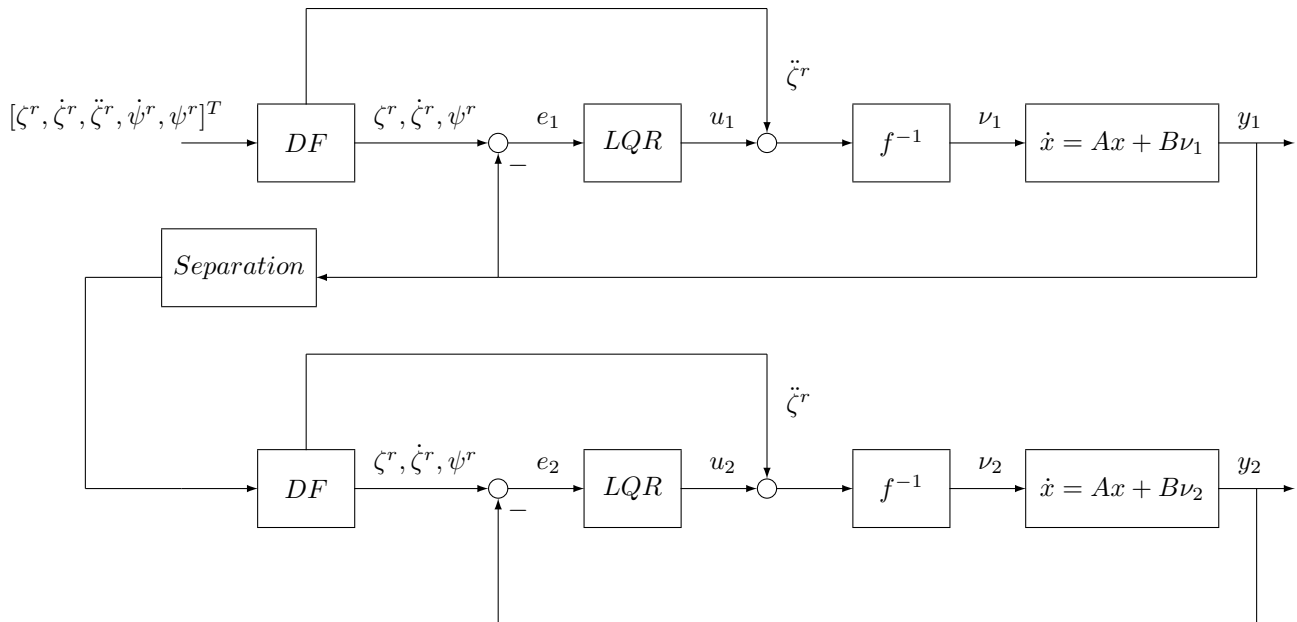 [ζ^r, ζ̇^r, ζ̈^r, ψ̇^r, ψ^r]^T
DF
ζ^r, ζ̇^r, ψ^r
−
e_1
LQR
u_1
ζ̈^r
f^{-1}
ν_1
ẋ = Ax + Bν_1
y_1
Separation
DF
ζ^r, ζ̇^r, ψ^r
−
e_2
LQR
u_2
ζ̈^r
f^{-1}
ν_2
ẋ = Ax + Bν_2
y_2